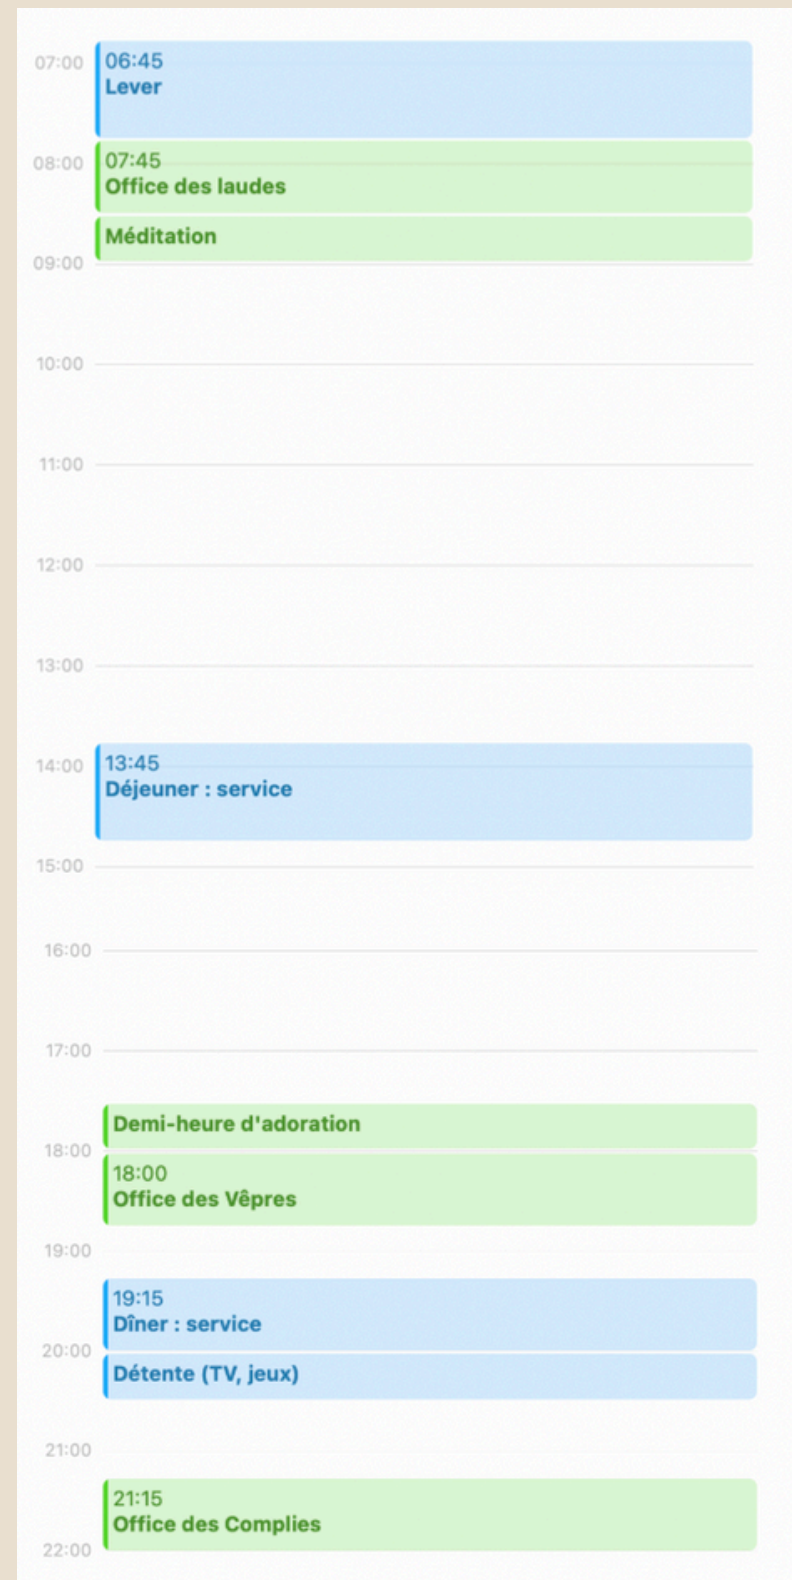 07:00
06:45
Lever
08:00
07:45
Office des laudes
Méditation
09:00
10:00
11:00
12:00
13:00
14:00
13:45
Déjeuner : service
15:00
16:00
17:00
Demi-heure d'adoration
18:00
18:00
Office des Vêpres
19:00
19:15
Dîner : service
20:00
Détente (TV, jeux)
21:00
21:15
Office des Complies
22:00